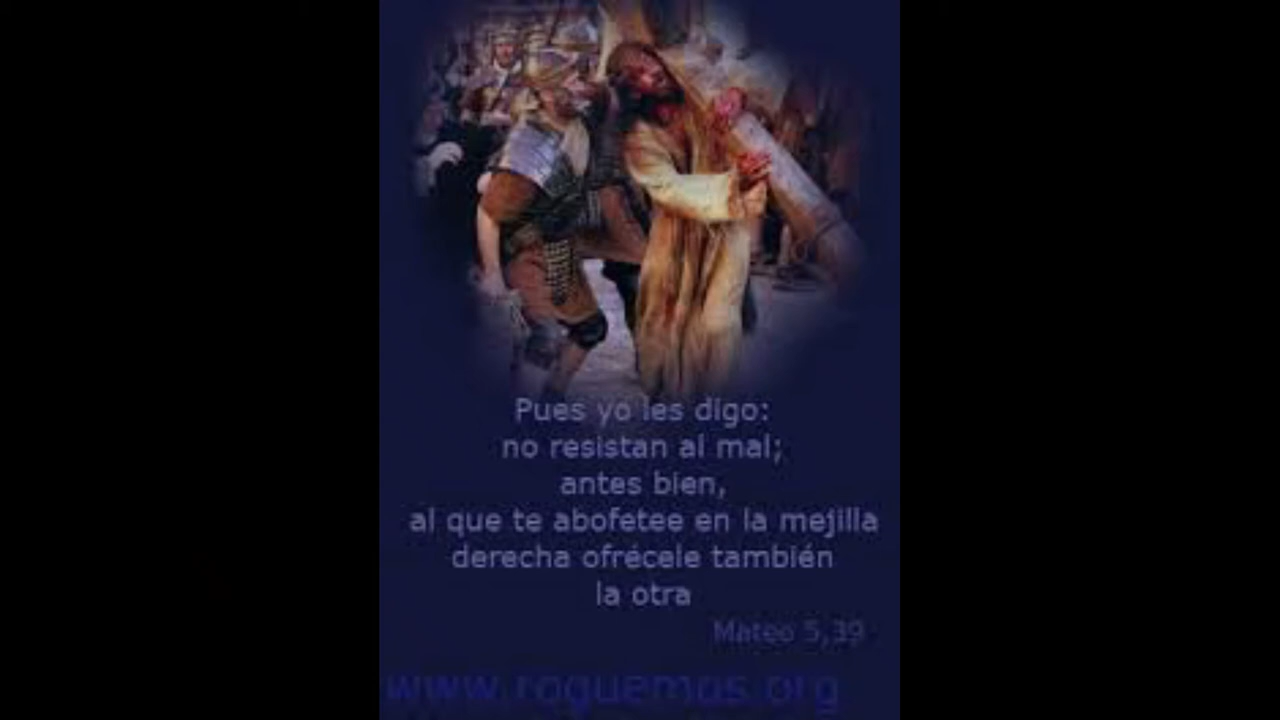 Pues yo les digo:
no resistan al mal;
antes bien,
al que te abofetee en la mejilla
derecha ofrécele también
la otra
Mateo 5,39
www.roguemos.org